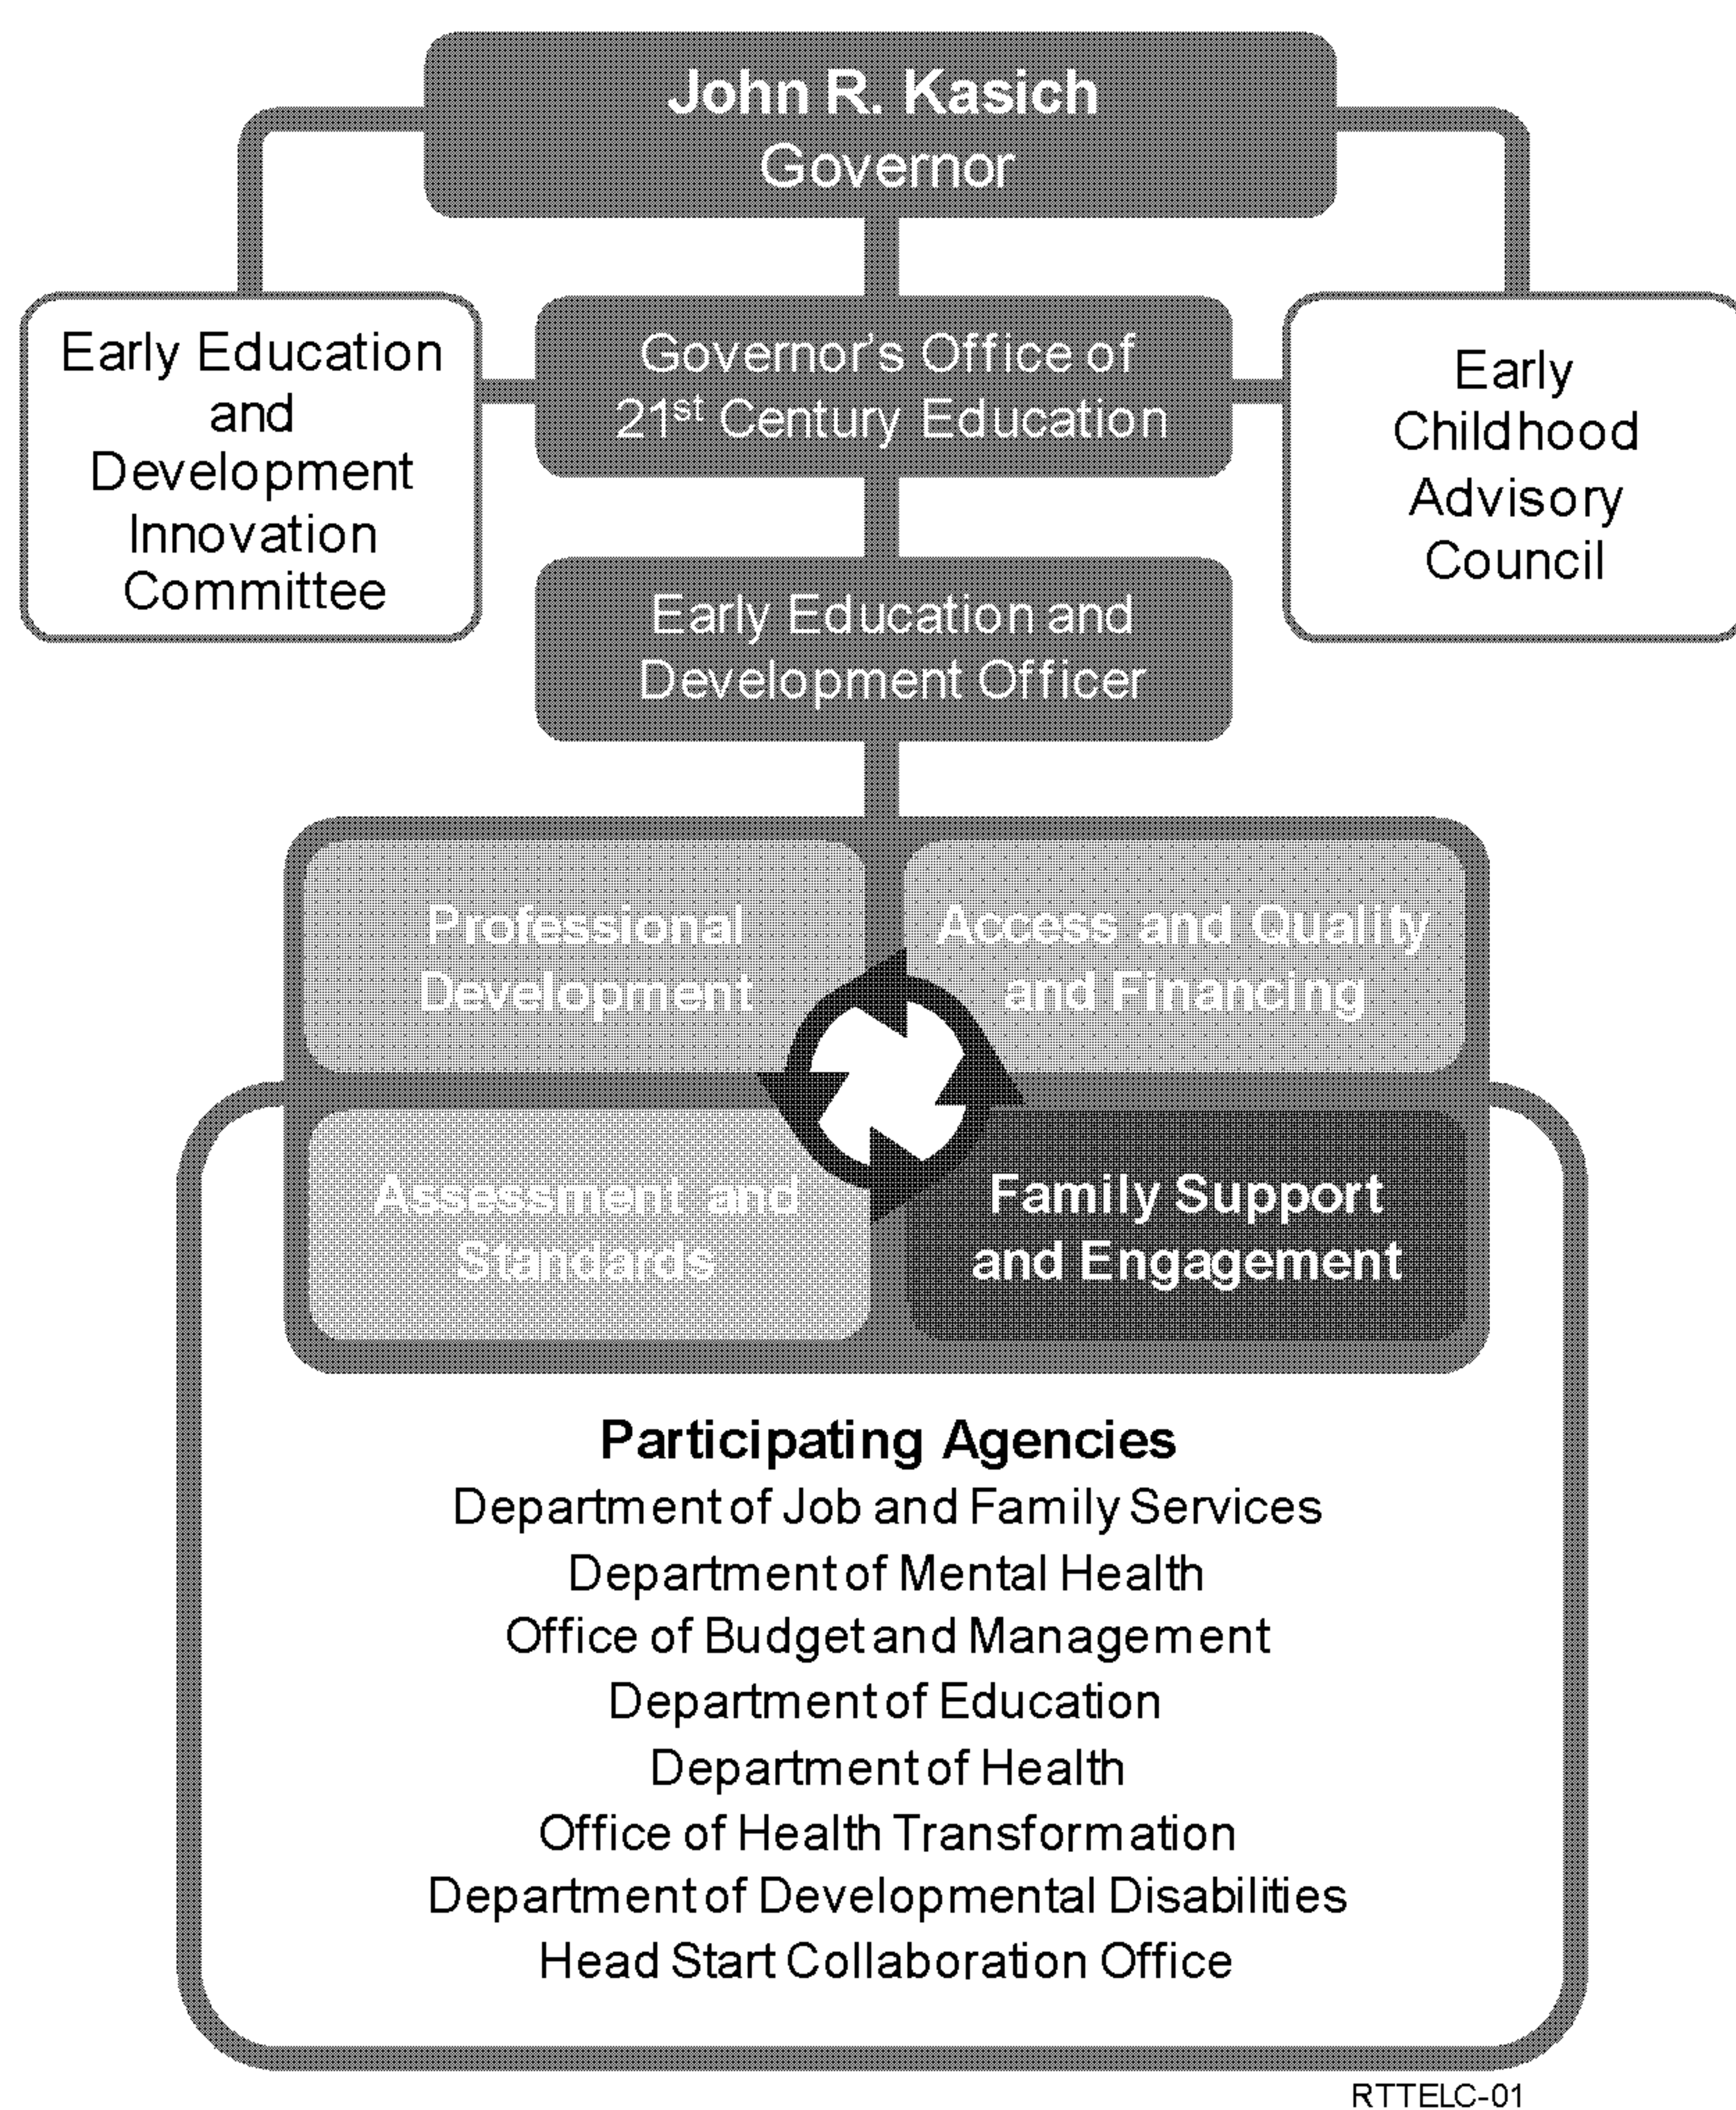 John R. Kasich
Governor
Early Education
and
Development
Innovation
Committee
Governor's Office of
21st Century Education
Early
Childhood
Advisory
Council
Early Education and
Development Officer
Professional
Development
Access and Quality
and Financing
Assessment and
Standards
Family Support
and Engagement
Participating Agencies
Department of Job and Family Services
Department of Mental Health
Office of Budget and Management
Department of Education
Department of Health
Office of Health Transformation
Department of Developmental Disabilities
Head Start Collaboration Office
RTTELC-01